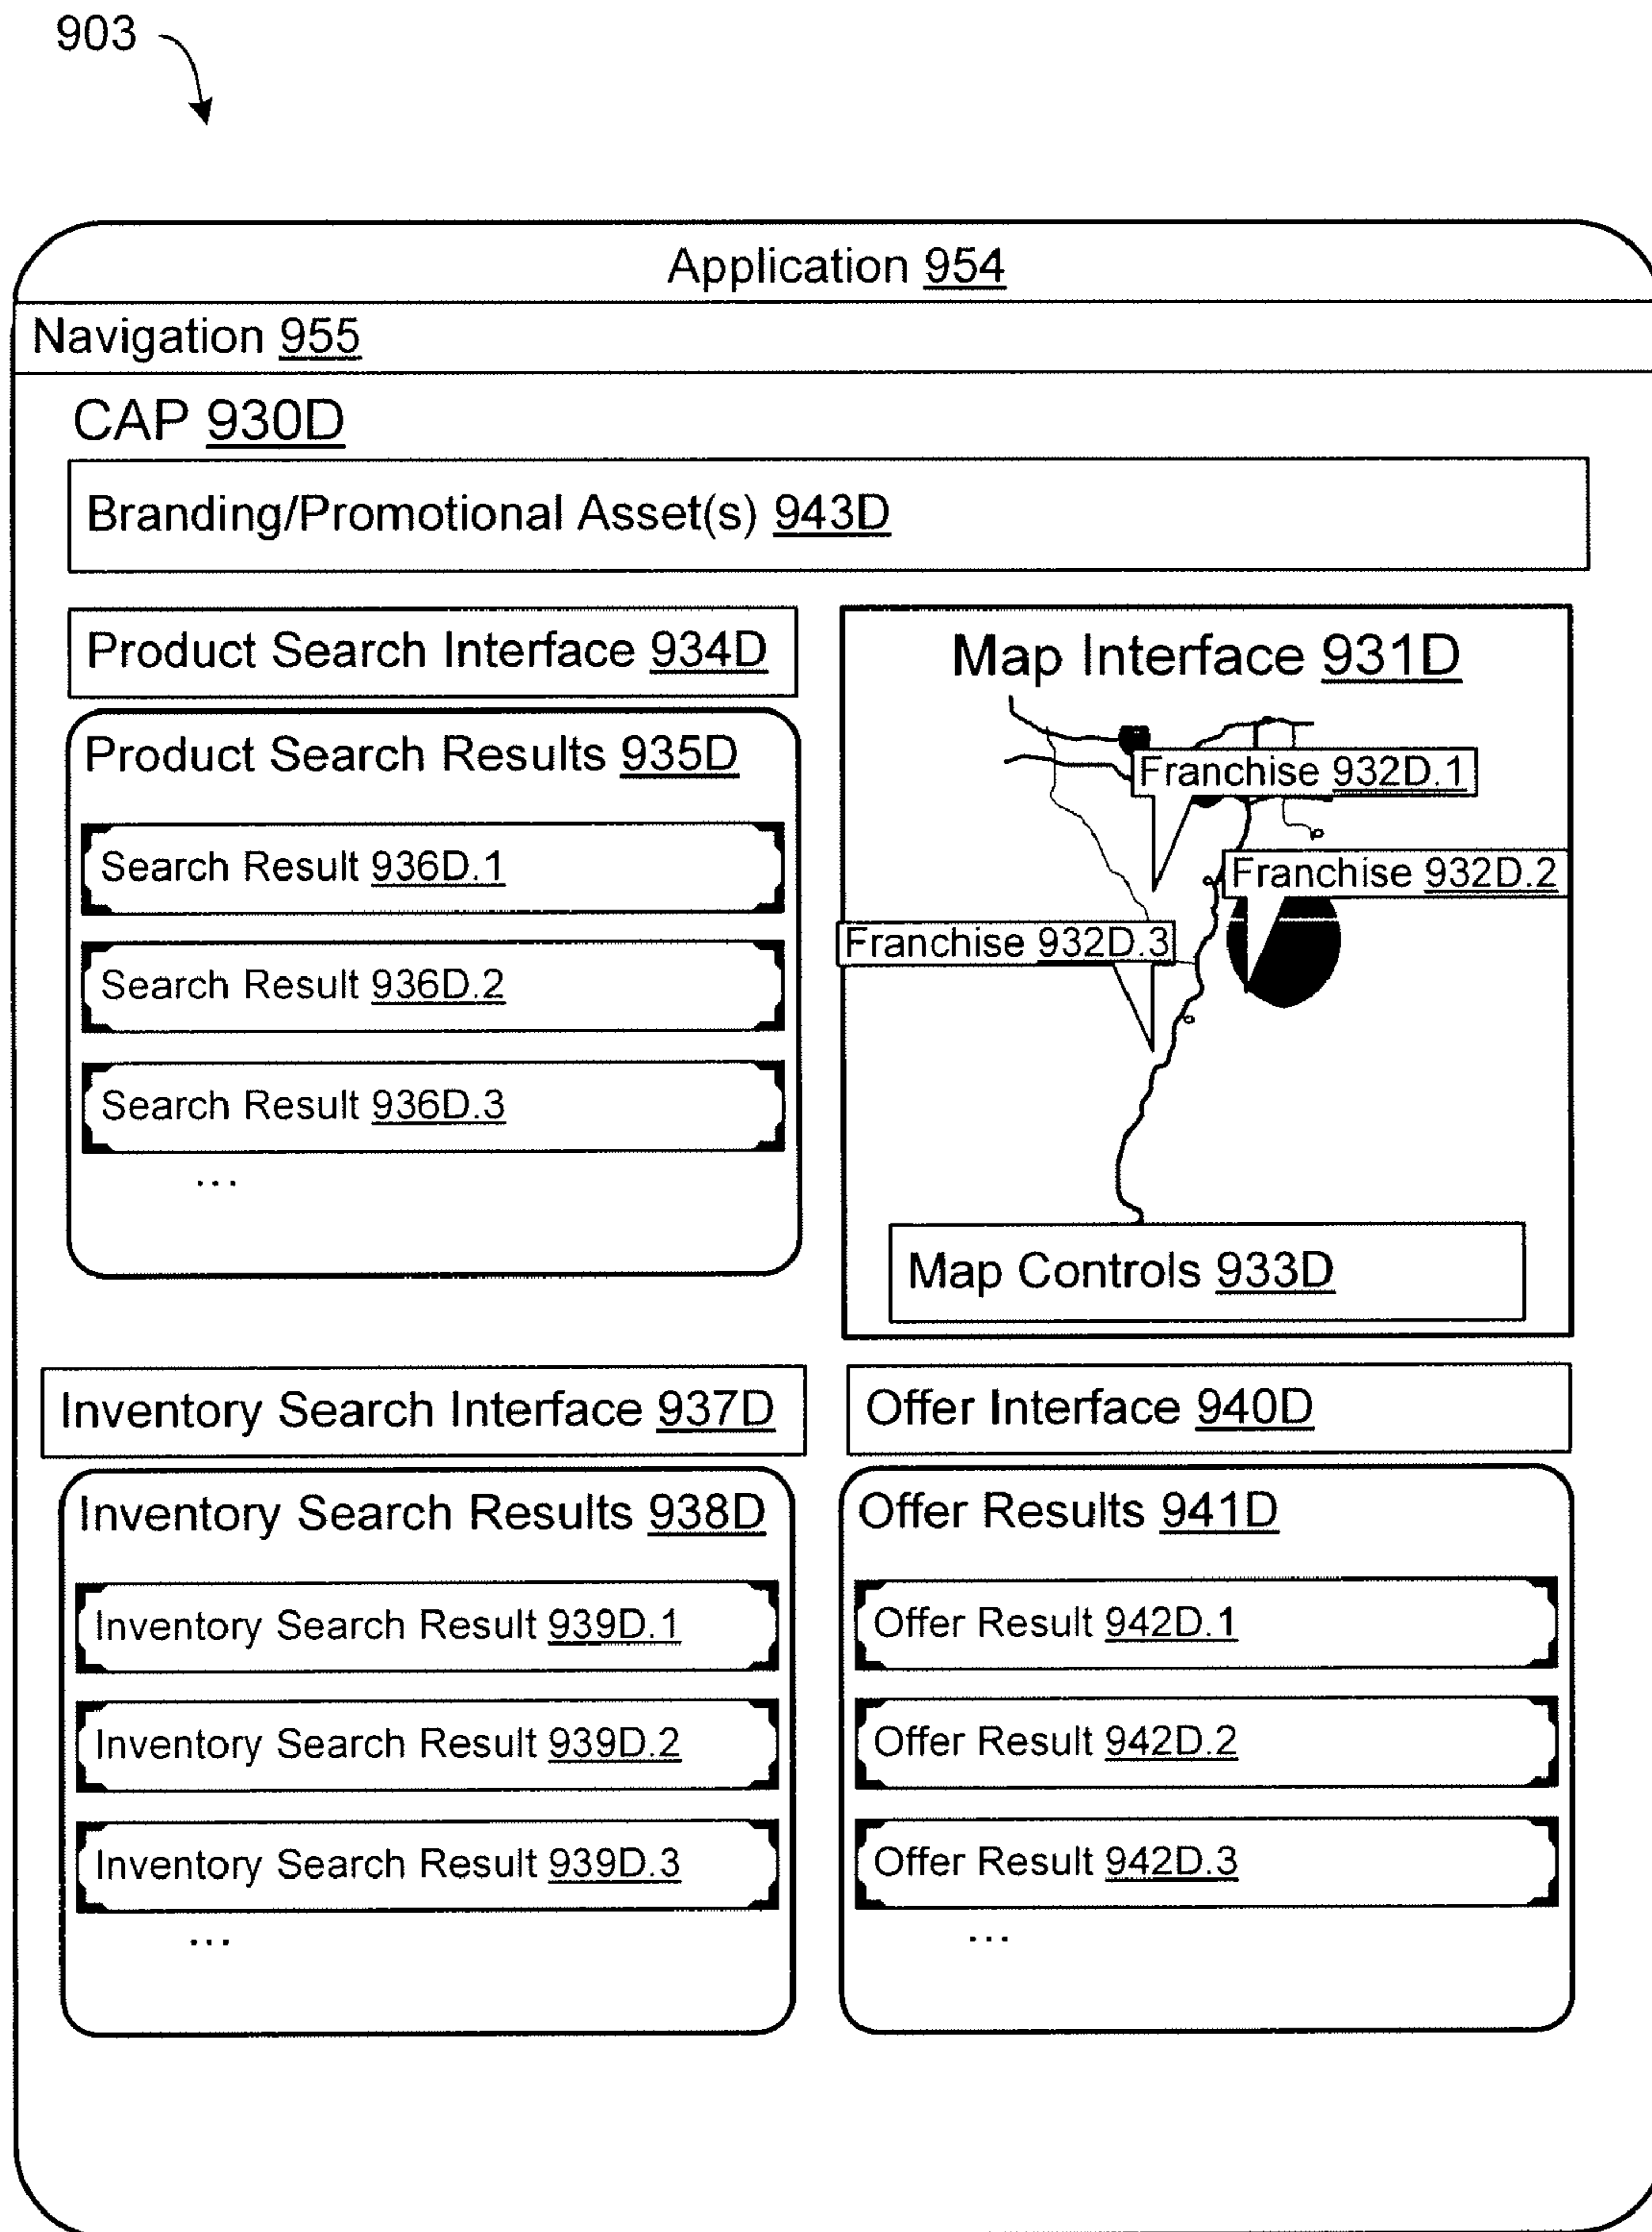 903
Application 954
Navigation 955
CAP 930D
Branding/Promotional Asset(s) 943D
Product Search Interface 934D
Product Search Results 935D
Search Result 936D.1
Search Result 936D.2
Search Result 936D.3
...
Map Interface 931D
Franchise 932D.1
Franchise 932D.2
Franchise 932D.3
Map Controls 933D
Inventory Search Interface 937D
Inventory Search Results 938D
Inventory Search Result 939D.1
Inventory Search Result 939D.2
Inventory Search Result 939D.3
...
Offer Interface 940D
Offer Results 941D
Offer Result 942D.1
Offer Result 942D.2
Offer Result 942D.3
...